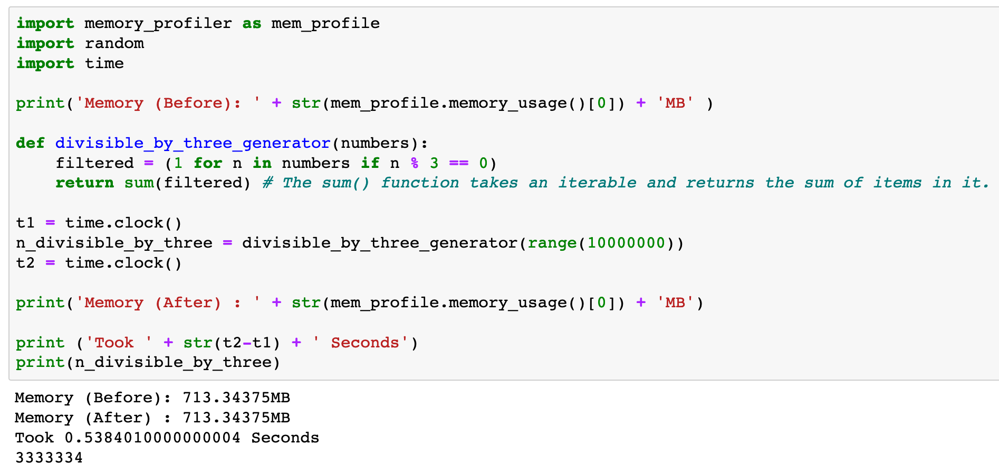 import memory_profiler as mem_profile
import random
import time
print('Memory (Before): ' + str(mem_profile.memory_usage()[0]) + 'MB' )
def divisible_by_three_generator(numbers):
    filtered = (1 for n in numbers if n % 3 == 0)
    return sum(filtered) # The sum() function takes an iterable and returns the sum of items in it.
t1 = time.clock()
n_divisible_by_three = divisible_by_three_generator(range(10000000))
t2 = time.clock()
print('Memory (After) : ' + str(mem_profile.memory_usage()[0]) + 'MB')
print ('Took ' + str(t2-t1) + ' Seconds')
print(n_divisible_by_three)
Memory (Before): 713.34375MB
Memory (After) : 713.34375MB
Took 0.5384010000000004 Seconds
3333334